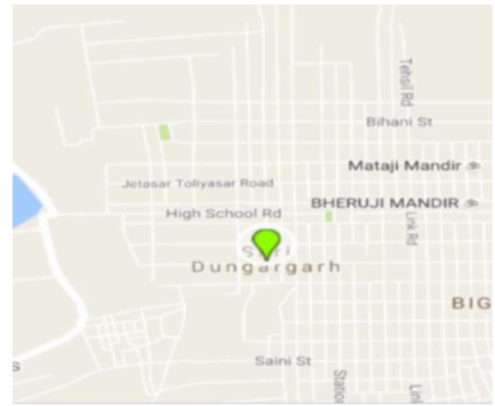 Tehsil Rd
Bihani St
Mataji Mandir
Jetasar Toliyasar Road
BHERUJI MANDIR
High School Rd
Link Rd
Dungargarh
BIG
Saini St